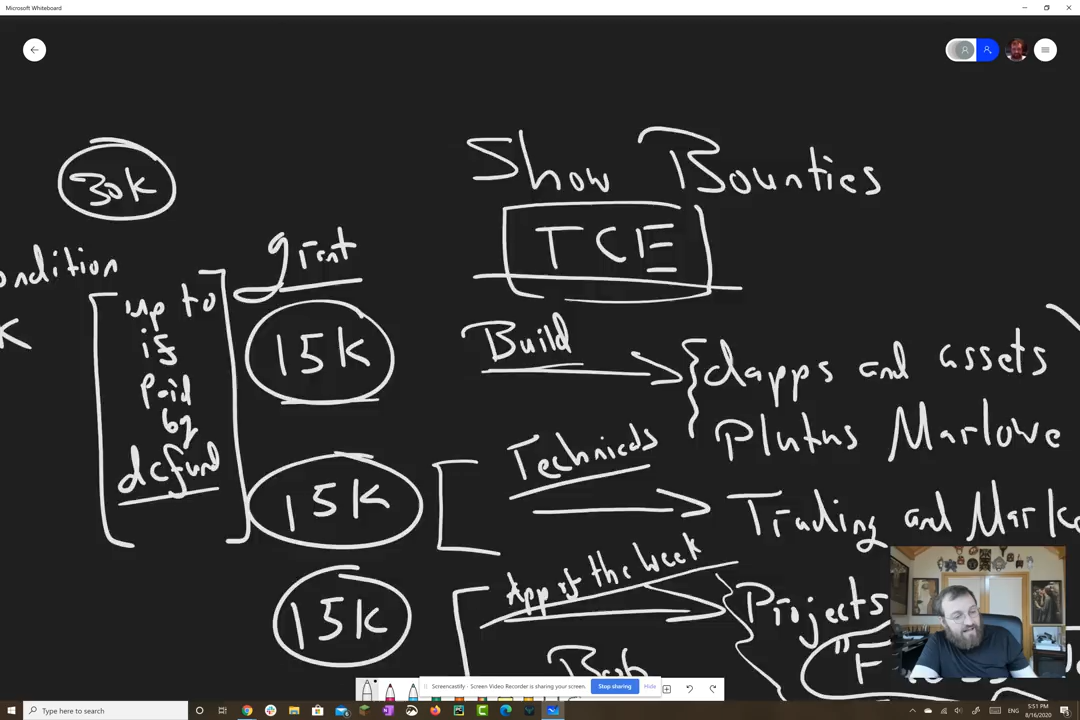 Microsoft Whiteboard
Show Bounties
TCE
30K
ondition
K
up to
if
paid
by
dcfund
grant
15K
15K
15K
Build
dapps and assets
Plutus Marlowe
Technicals
Trading and Marke
App of the Week
Projects
"F
Screencastify - Screen Video Recorder is sharing your screen. Stop sharing Hide
Type here to search
ENG
5:51 PM
8/16/2020